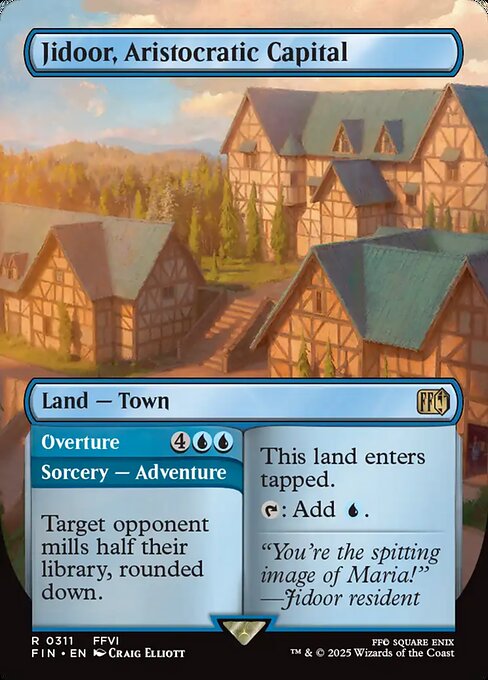 Jidoor, Aristocratic Capital
Land — Town
FFVI
Overture 4
Sorcery — Adventure
Target opponent
mills half their
library, rounded
down.
This land enters
tapped.
: Add .
“You’re the spitting
image of Maria!”
—Jidoor resident
R 0311 FFVI
FIN • EN Craig Elliott
FF® SQUARE ENIX
™ & © 2025 Wizards of the Coast